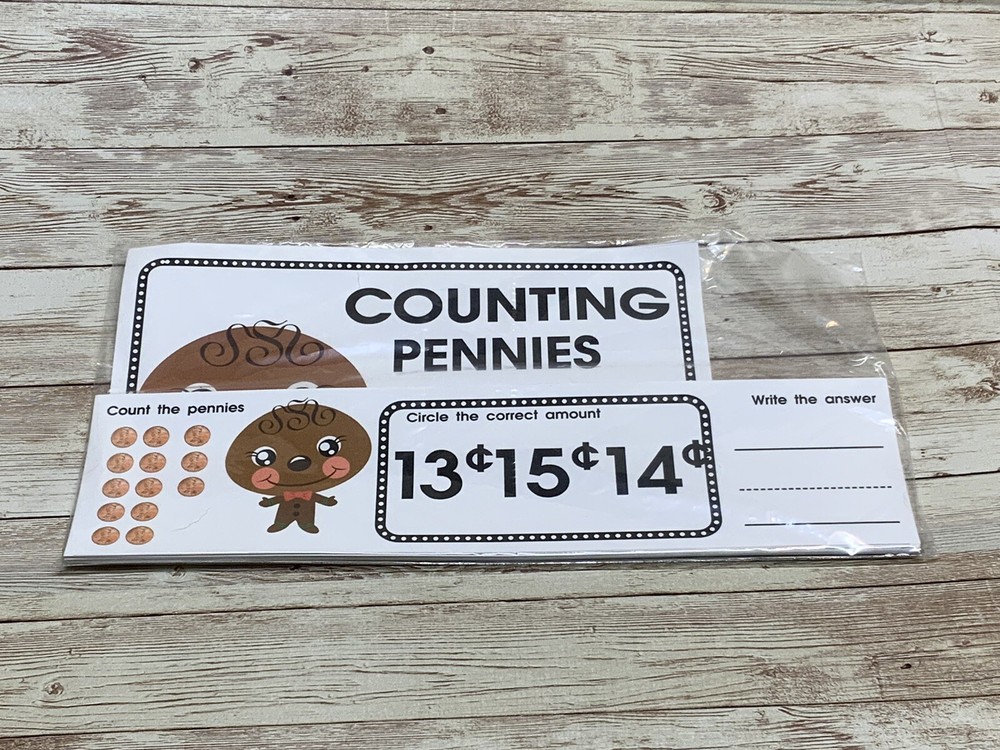 COUNTING
PENNIES
Count the pennies
Circle the correct amount
13¢ 15¢ 14¢
Write the answer